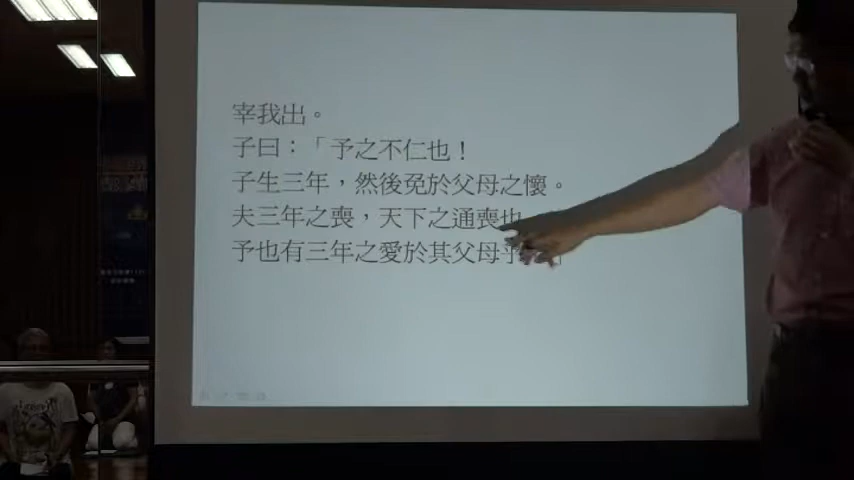 宰我出。
子曰：「予之不仁也！
子生三年，然後免於父母之懷。
夫三年之喪，天下之通喪也
予也有三年之愛於其父母乎